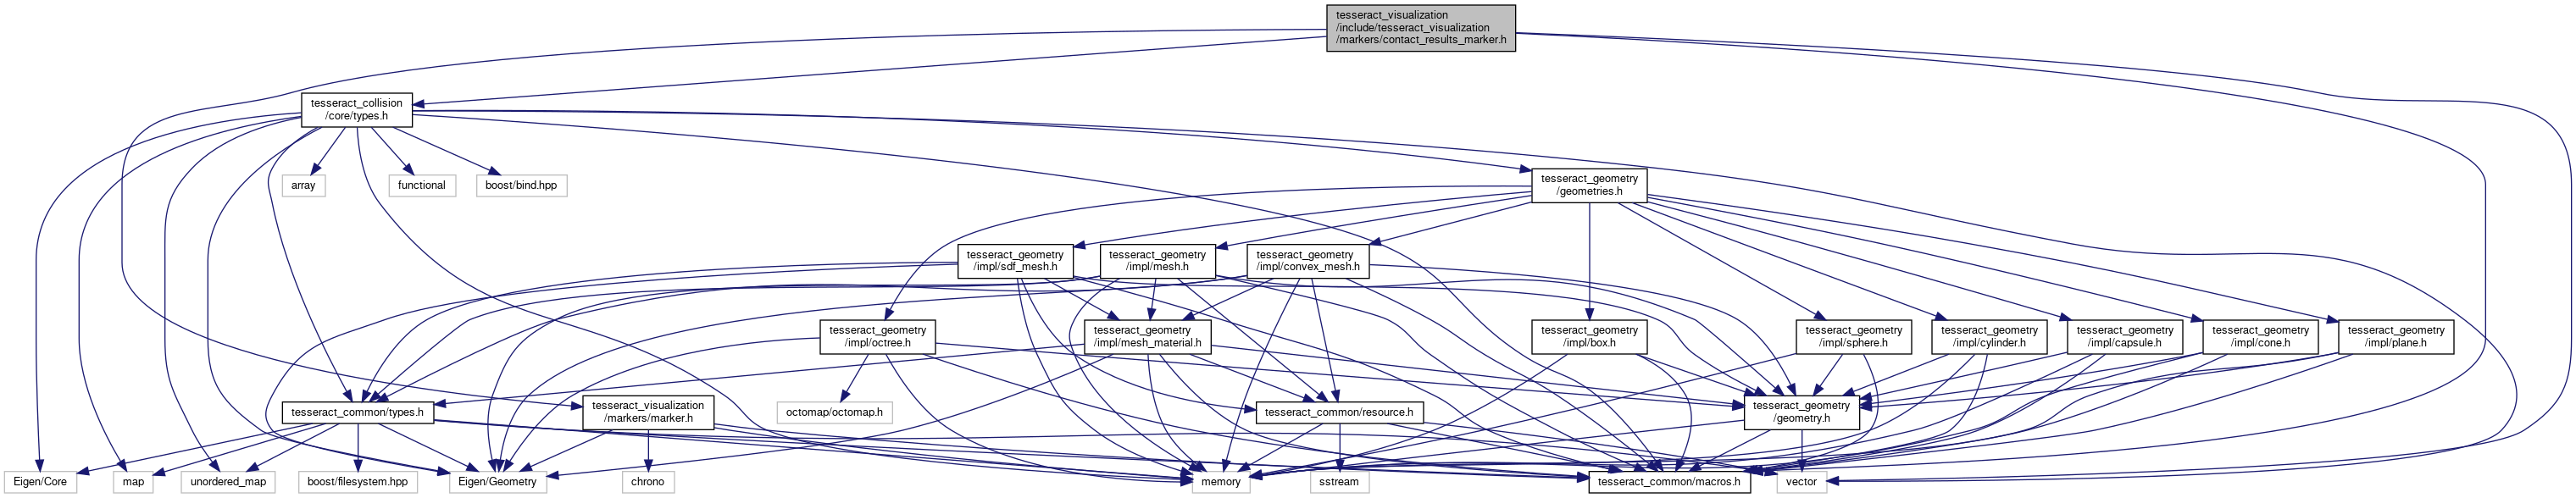 tesseract_visualization
/include/tesseract_visualization
/markers/contact_results_marker.h
tesseract_collision
/core/types.h
array
functional
boost/bind.hpp
tesseract_geometry
/geometries.h
tesseract_geometry
/impl/sdf_mesh.h
tesseract_geometry
/impl/mesh.h
tesseract_geometry
/impl/convex_mesh.h
tesseract_geometry
/impl/octree.h
tesseract_geometry
/impl/mesh_material.h
tesseract_geometry
/impl/box.h
tesseract_geometry
/impl/sphere.h
tesseract_geometry
/impl/cylinder.h
tesseract_geometry
/impl/capsule.h
tesseract_geometry
/impl/cone.h
tesseract_geometry
/impl/plane.h
tesseract_common/types.h
tesseract_visualization
/markers/marker.h
octomap/octomap.h
tesseract_common/resource.h
tesseract_geometry
/geometry.h
Eigen/Core
map
unordered_map
boost/filesystem.hpp
Eigen/Geometry
chrono
memory
sstream
tesseract_common/macros.h
vector